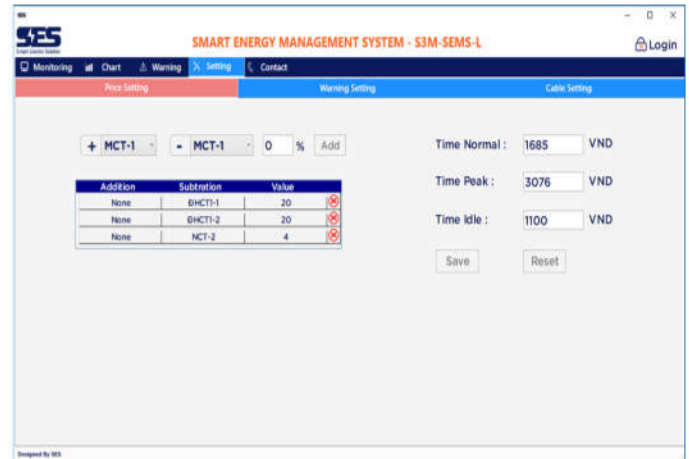 SES
SES
SMART ENERGY MANAGEMENT SYSTEM - S3M-SEMS-L
Login
Monitoring Chart Warning Setting Contact
Price Setting Warning Setting Cable Setting
+ MCT-1 - MCT-1 0 % Add
Time Normal : 1685 VND
Addition Subtration Value
None ĐHCT1-1 20
None ĐHCT1-2 20
None NCT-2 4
Time Peak : 3076 VND
Time Idle : 1100 VND
Save Reset
Designed By SES